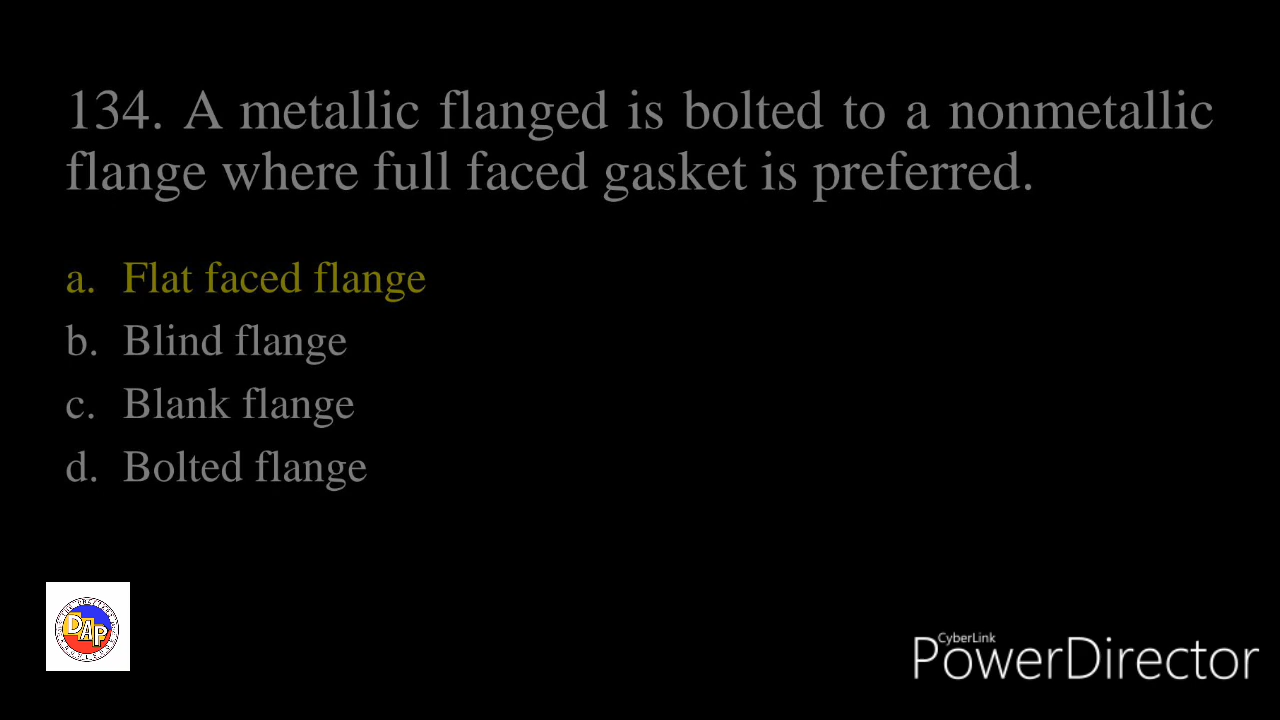 134. A metallic flanged is bolted to a nonmetallic
flange where full faced gasket is preferred.
a. Flat faced flange
b. Blind flange
c. Blank flange
d. Bolted flange
DAP
CyberLink
PowerDirector